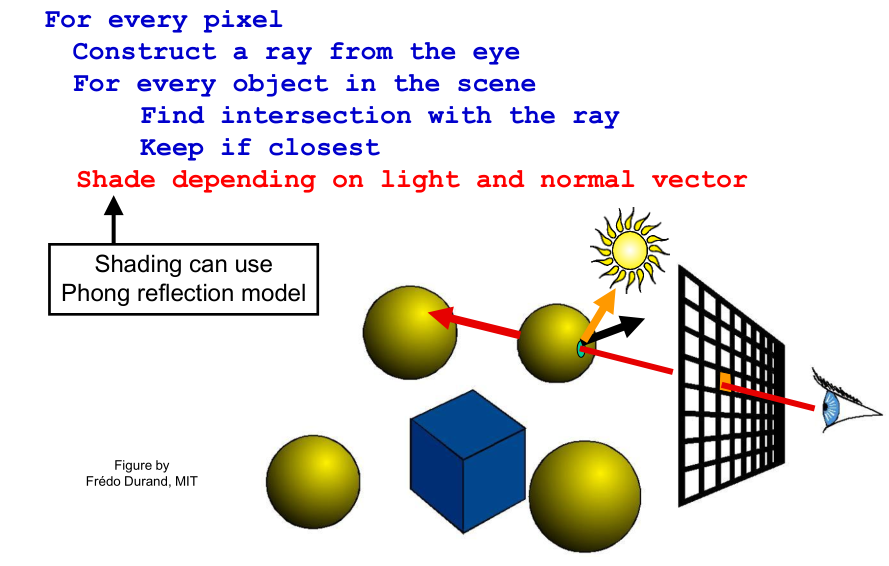 For every pixel
Construct a ray from the eye
For every object in the scene
Find intersection with the ray
Keep if closest
Shade depending on light and normal vector
Shading can use
Phong reflection model
Figure by
Frédo Durand, MIT